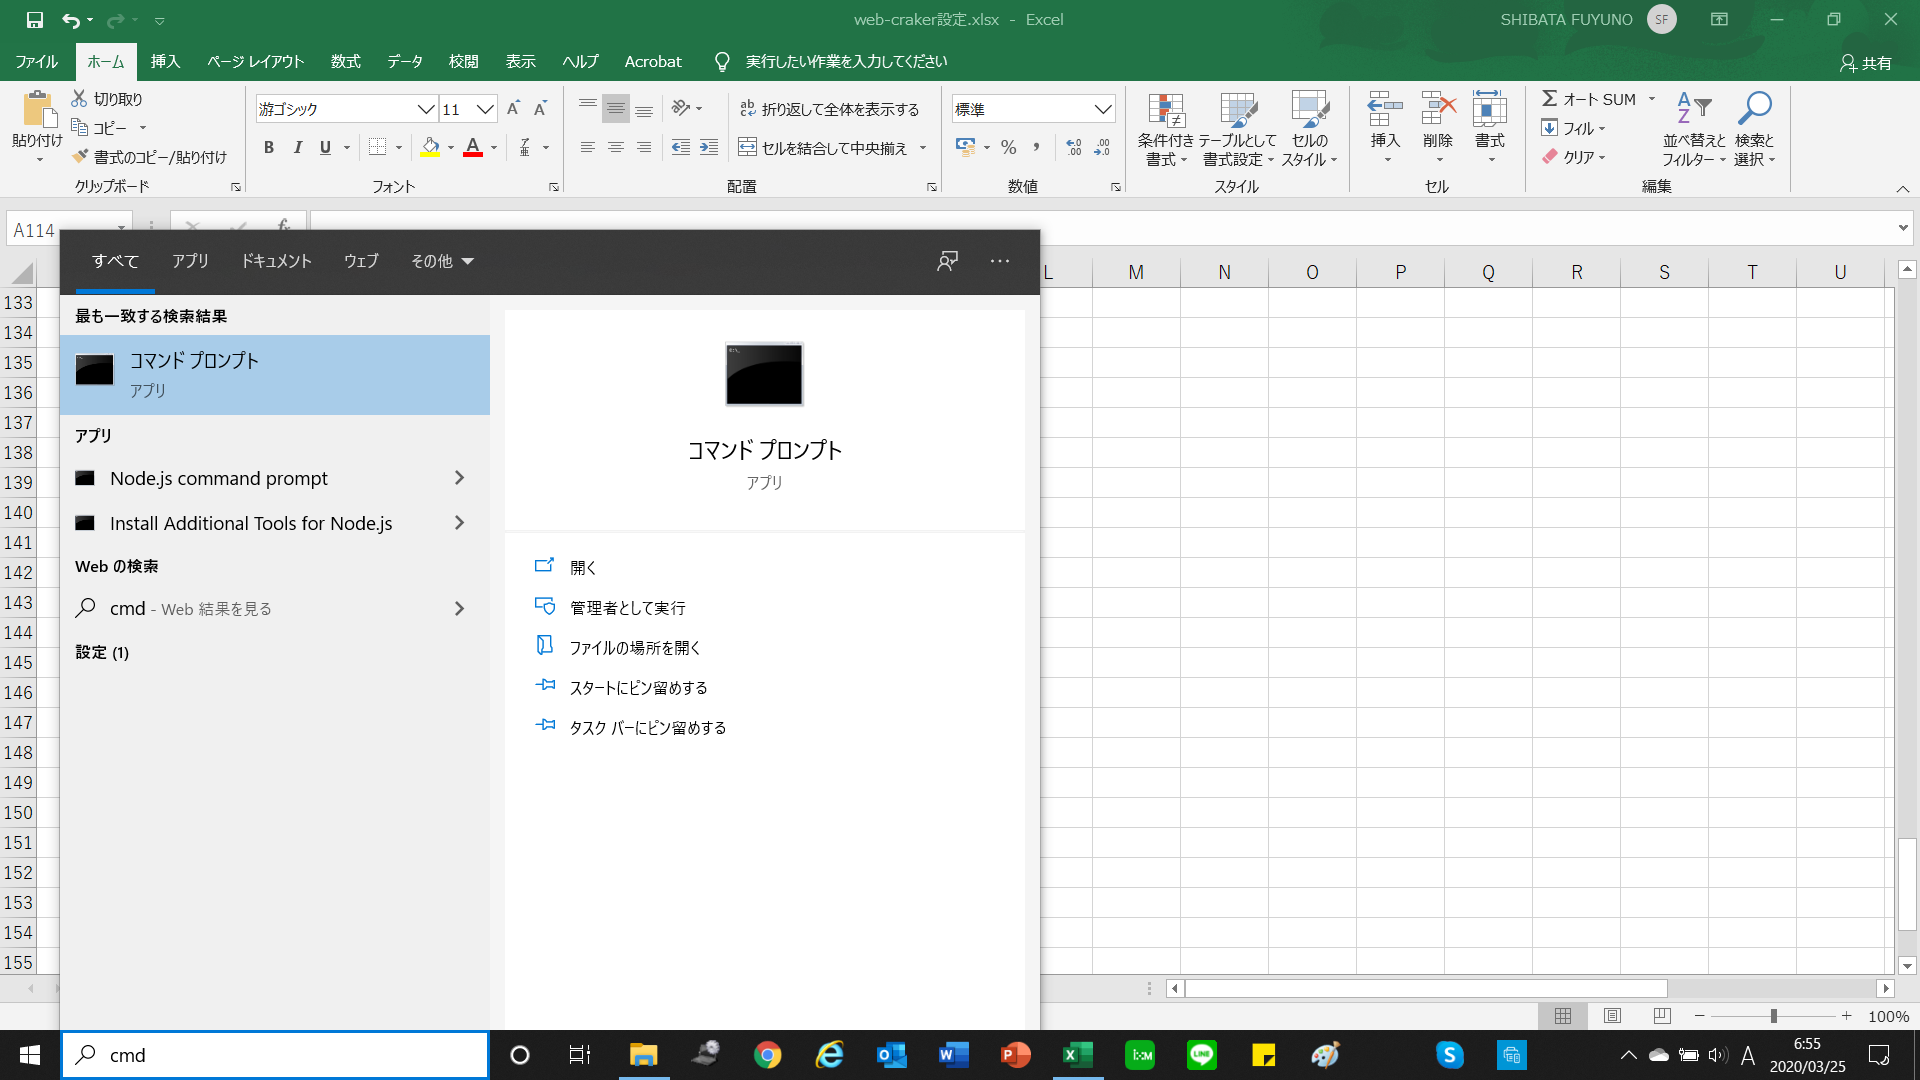 web-craker設定.xlsx - Excel
SHIBATA FUYUNO
SF
ファイル ホーム 挿入 ページ レイアウト 数式 データ 校閲 表示 ヘルプ Acrobat 実行したい作業を入力してください 共有
貼り付け
切り取り
コピー
書式のコピー/貼り付け
クリップボード
游ゴシック 11
B I U
フォント
折り返して全体を表示する
セルを結合して中央揃え
配置
標準
%
数値
条件付き書式
テーブルとして書式設定
セルのスタイル
スタイル
挿入 削除 書式
セル
オート SUM
フィル
クリア
並べ替えとフィルター
検索と選択
編集
A114
L M N O P Q R S T U
133
134
135
136
137
138
139
140
141
142
143
144
145
146
147
148
149
150
151
152
153
154
155
すべて アプリ ドキュメント ウェブ その他
最も一致する検索結果
コマンド プロンプト
アプリ
アプリ
Node.js command prompt
Install Additional Tools for Node.js
Web の検索
cmd - Web 結果を見る
設定 (1)
コマンド プロンプト
アプリ
開く
管理者として実行
ファイルの場所を開く
スタートにピン留めする
タスク バーにピン留めする
100%
cmd
A
6:55
2020/03/25